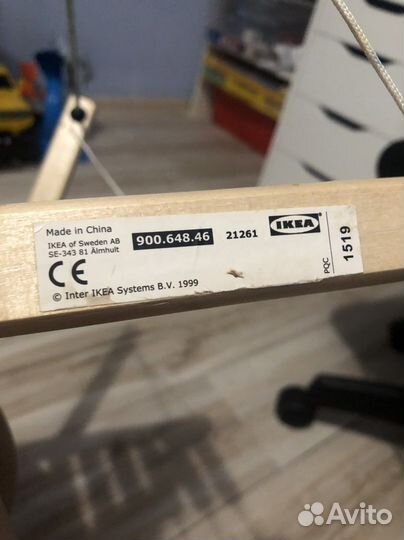 Made in China
IKEA of Sweden AB
SE-343 81 Älmhult
900.648.46
21261
IKEA
CE
© Inter IKEA Systems B.V. 1999
PQC
1519
Avito